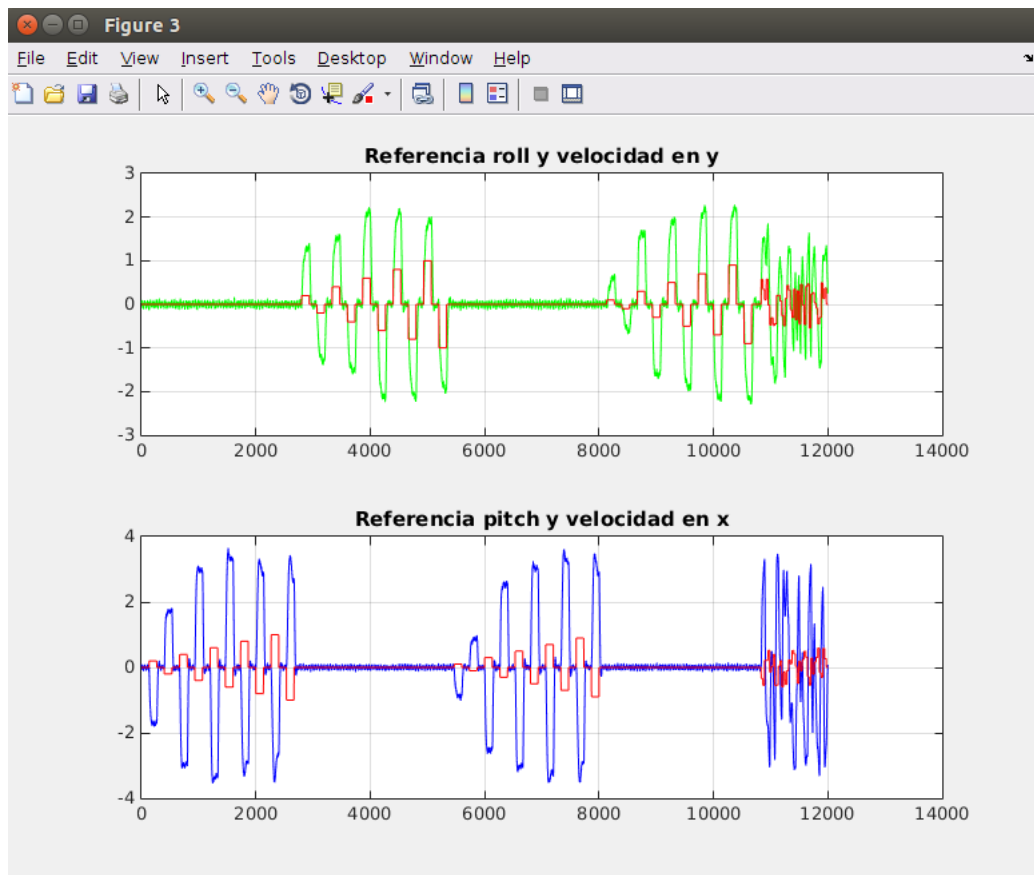 Figure 3
File Edit View Insert Tools Desktop Window Help
Referencia roll y velocidad en y
3
2
1
0
-1
-2
-3
0 2000 4000 6000 8000 10000 12000 14000
Referencia pitch y velocidad en x
4
2
0
-2
-4
0 2000 4000 6000 8000 10000 12000 14000